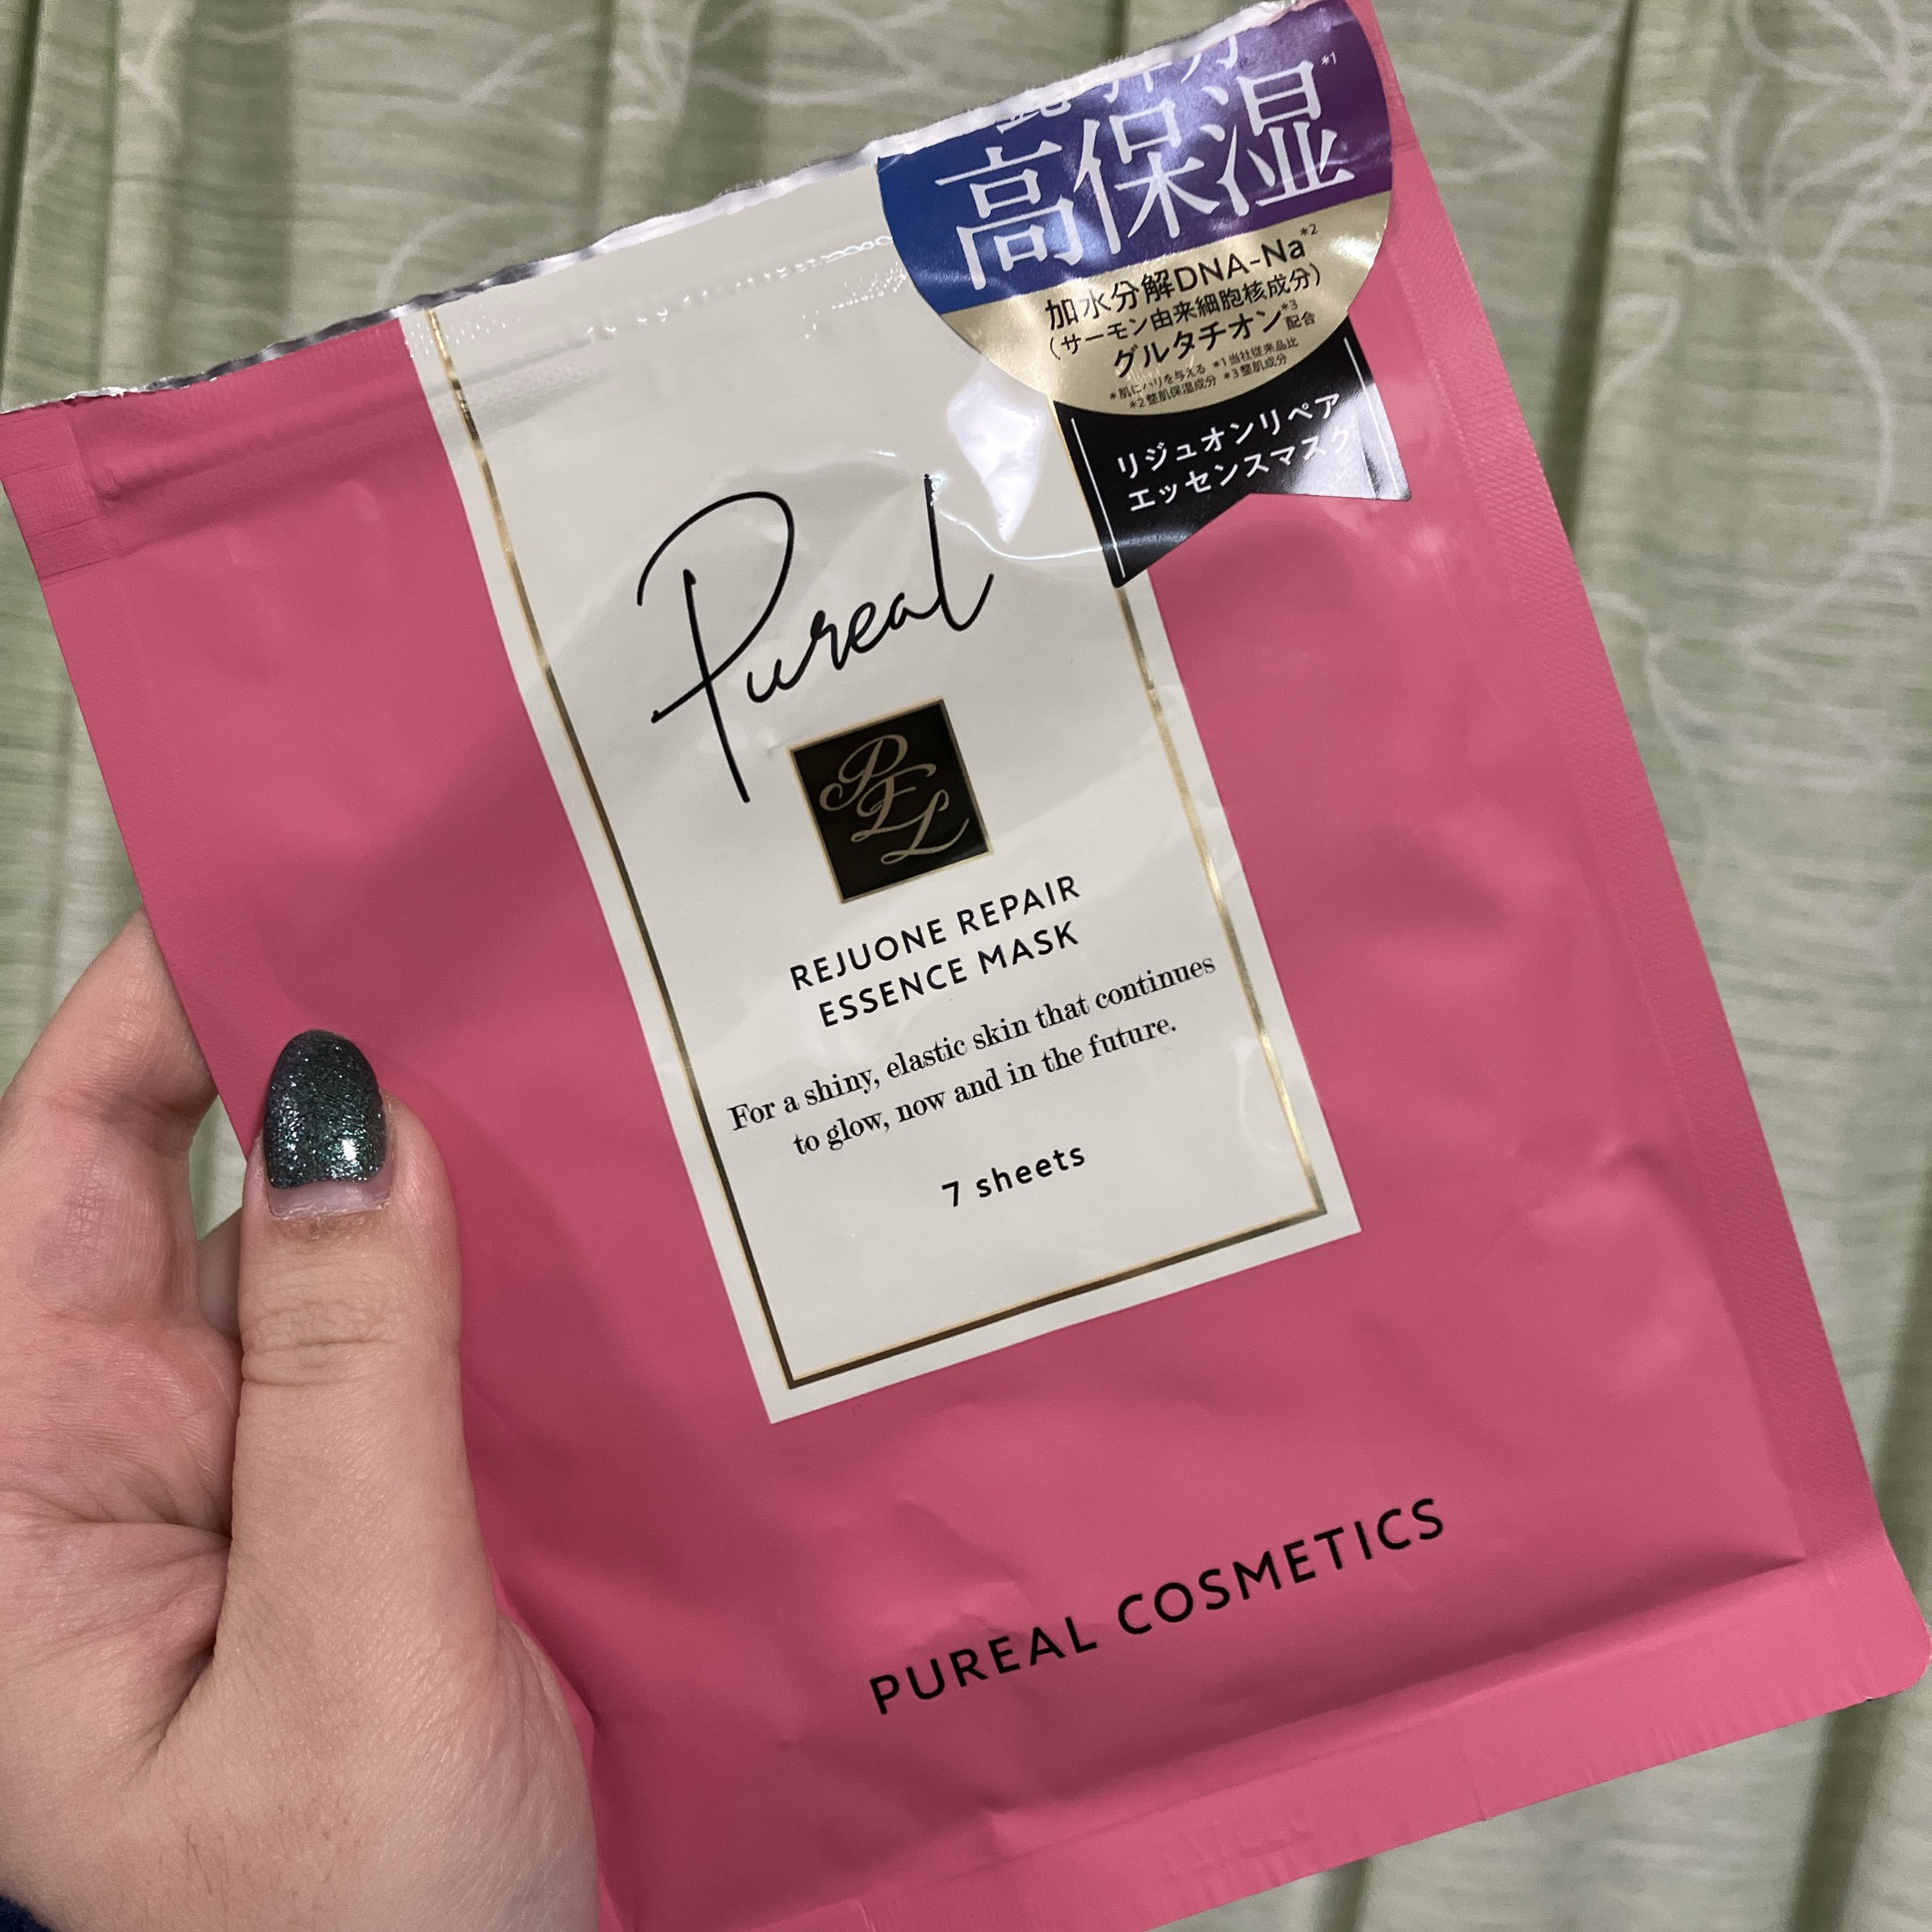 高保湿*1
加水分解DNA-Na*2
(サーモン由来細胞核成分)
グルタチオン*3配合
*肌にハリを与える *1当社従来品比
*2整肌保湿成分 *3整肌成分
リジュオンリペア
エッセンスマスク
Pureal
PEL
REJUONE REPAIR
ESSENCE MASK
For a shiny, elastic skin that continues
to glow, now and in the future.
7 sheets
PUREAL COSMETICS